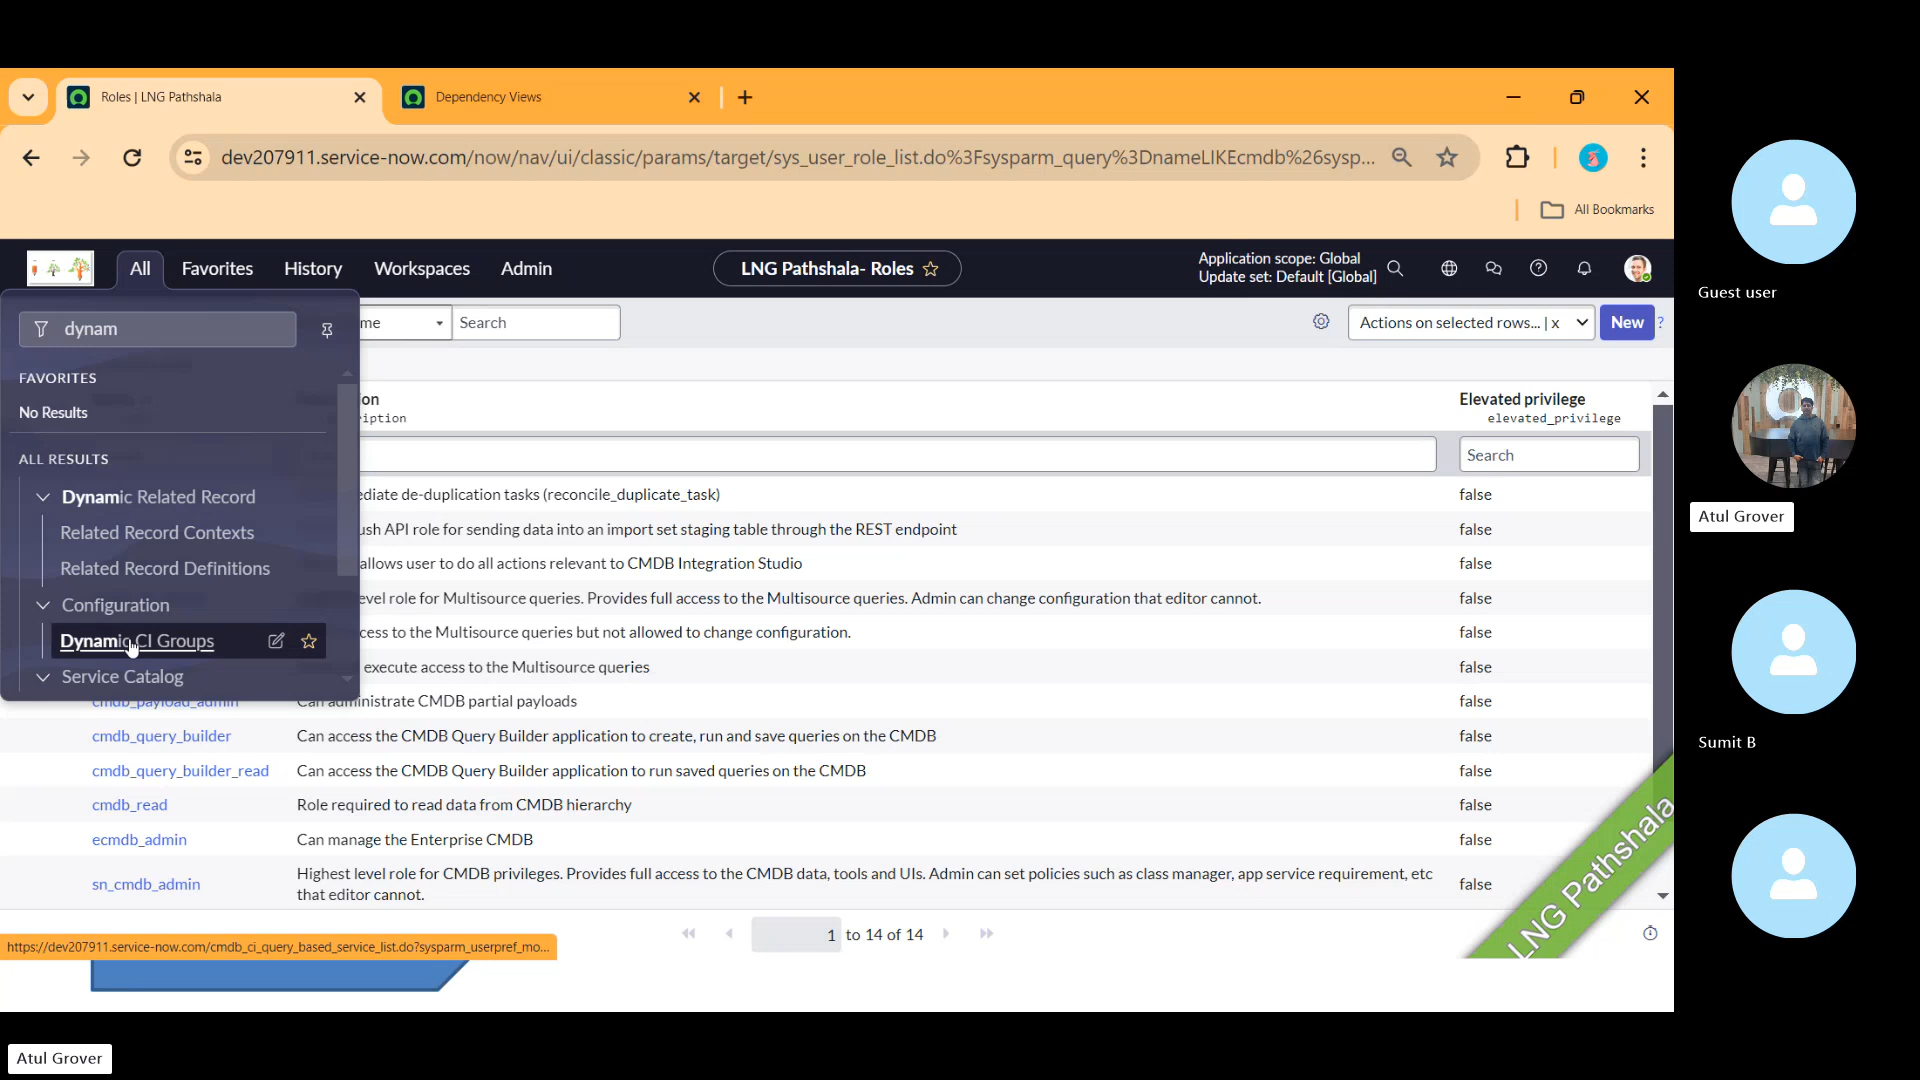 Roles | LNG Pathshala
Dependency Views
dev207911.service-now.com/now/nav/ui/classic/params/target/sys_user_role_list.do%3Fsysparm_query%3DnameLIKEcmdb%26sysp...
All Bookmarks
All
Favorites
History
Workspaces
Admin
LNG Pathshala- Roles
Application scope: Global
Update set: Default [Global]
dynam
me
Search
Actions on selected rows... | x
New
?
FAVORITES
No Results
ALL RESULTS
Dynamic Related Record
Related Record Contexts
Related Record Definitions
Configuration
Dynamic CI Groups
Service Catalog
on
iption
Elevated privilege
elevated_privilege
Search
ediate de-duplication tasks (reconcile_duplicate_task)
false
ush API role for sending data into an import set staging table through the REST endpoint
false
allows user to do all actions relevant to CMDB Integration Studio
false
evel role for Multisource queries. Provides full access to the Multisource queries. Admin can change configuration that editor cannot.
false
cess to the Multisource queries but not allowed to change configuration.
false
execute access to the Multisource queries
false
cmdb_payload_admin
Can administrate CMDB partial payloads
false
cmdb_query_builder
Can access the CMDB Query Builder application to create, run and save queries on the CMDB
false
cmdb_query_builder_read
Can access the CMDB Query Builder application to run saved queries on the CMDB
false
cmdb_read
Role required to read data from CMDB hierarchy
false
ecmdb_admin
Can manage the Enterprise CMDB
false
sn_cmdb_admin
Highest level role for CMDB privileges. Provides full access to the CMDB data, tools and UIs. Admin can set policies such as class manager, app service requirement, etc
that editor cannot.
false
1 to 14 of 14
https://dev207911.service-now.com/cmdb_ci_query_based_service_list.do?sysparm_userpref_mo...
LNG Pathshala
Guest user
Atul Grover
Sumit B
Atul Grover